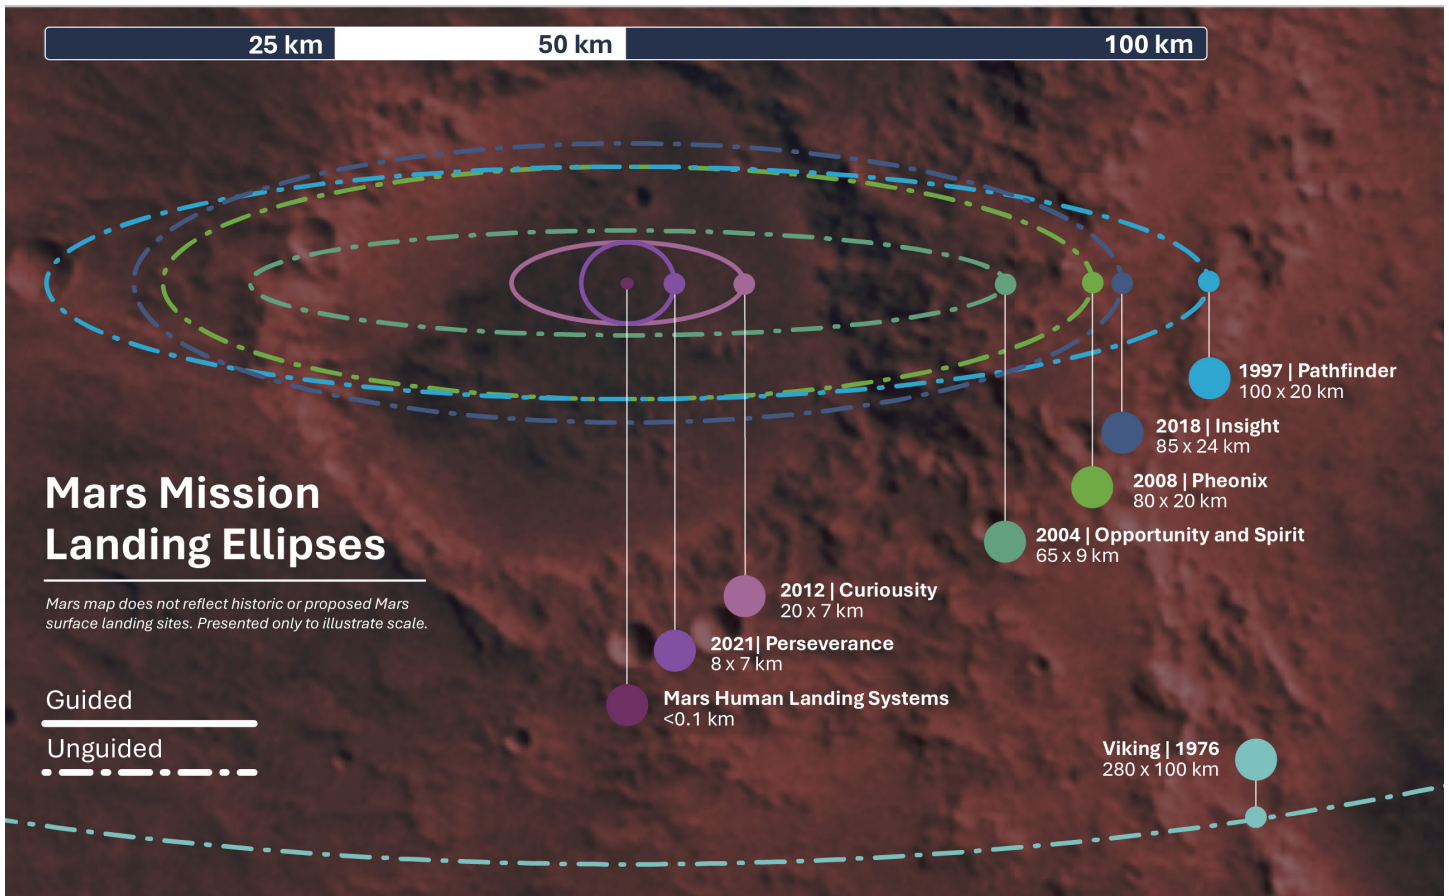 25 km
50 km
100 km
1997 | Pathfinder
100 x 20 km
2018 | Insight
85 x 24 km
2008 | Pheonix
80 x 20 km
2004 | Opportunity and Spirit
65 x 9 km
Mars Mission
Landing Ellipses
Mars map does not reflect historic or proposed Mars
surface landing sites. Presented only to illustrate scale.
2012 | Curiousity
20 x 7 km
2021| Perseverance
8 x 7 km
Mars Human Landing Systems
<0.1 km
Guided
Unguided
Viking | 1976
280 x 100 km